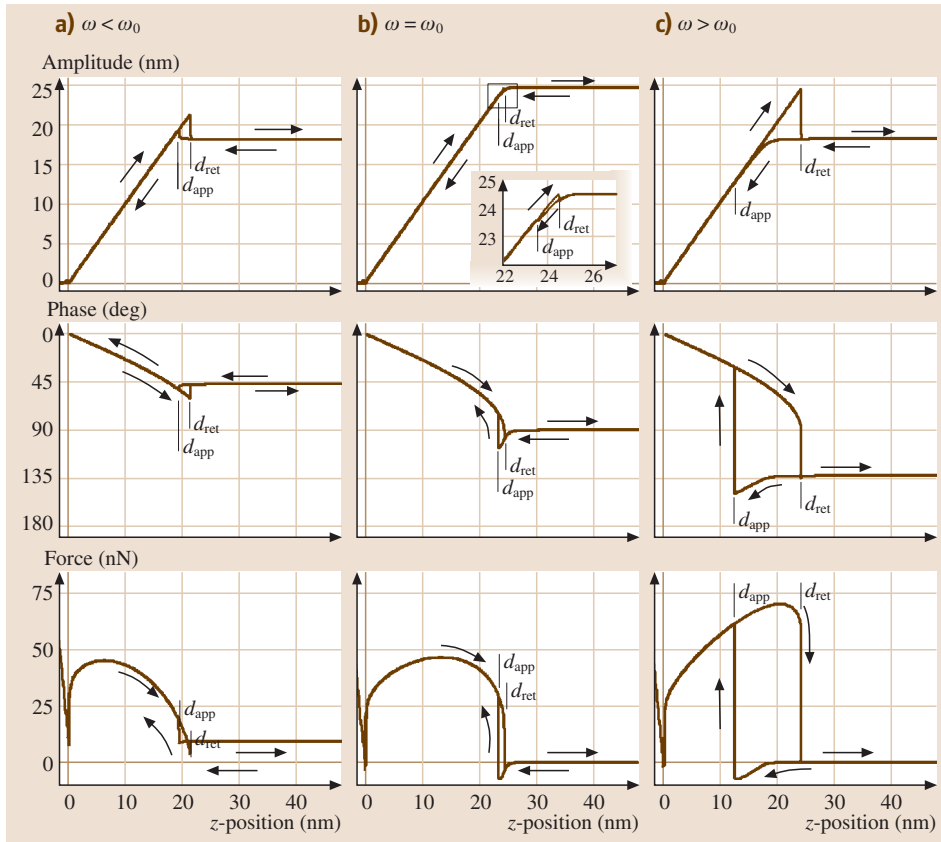 a) ω < ω0
b) ω = ω0
c) ω > ω0
Amplitude (nm)
25
20
15
10
5
0
dret
dapp
dret
dapp
25
24
23
dret
dapp
22 24 26
dret
dapp
Phase (deg)
0
45
90
135
180
dret
dapp
dret
dapp
dret
dapp
Force (nN)
75
50
25
0
dapp
dret
dapp
dret
dapp
dret
0 10 20 30 40
z-position (nm)
0 10 20 30 40
z-position (nm)
0 10 20 30 40
z-position (nm)